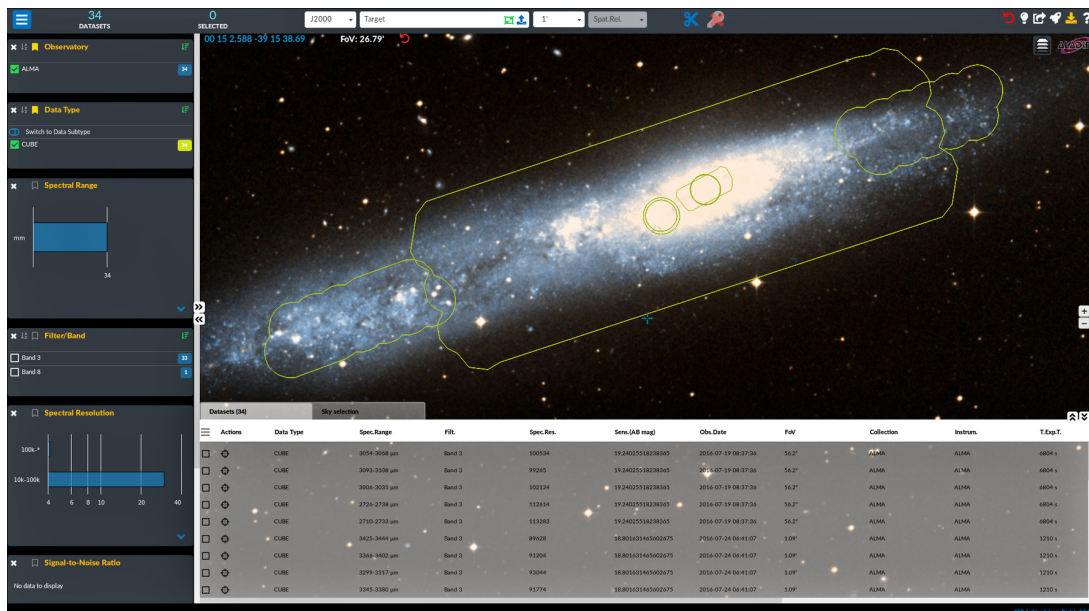 34
DATASETS
0
SELECTED
J2000
Target
1'
Spat.Rel.
?
00 15 2.588 -39 15 38.69
FoV: 26.79'
ALADIN
Observatory
ALMA 34
Data Type
Switch to Data Subtype
CUBE 34
Spectral Range
mm
34
Filter/Band
Band 3 33
Band 8 1
Spectral Resolution
100k-*
10k-100k
4 6 8 10 20 40
Signal-to-Noise Ratio
No data to display
Datasets (34) Sky selection
Actions Data Type Spec.Range Filt. Spec.Res. Sens.(AB mag) Obs.Date FoV Collection Instrum. T.Exp.T.
CUBE 3054-3068 µm Band 3 100534 19.24025518238365 2016-07-19 08:37:36 56.2" ALMA ALMA 6804 s
CUBE 3093-3108 µm Band 3 99265 19.24025518238365 2016-07-19 08:37:36 56.2" ALMA ALMA 6804 s
CUBE 3006-3035 µm Band 3 102124 19.24025518238365 2016-07-19 08:37:36 56.2" ALMA ALMA 6804 s
CUBE 2726-2738 µm Band 3 112614 19.24025518238365 2016-07-19 08:37:36 56.2" ALMA ALMA 6804 s
CUBE 2710-2733 µm Band 3 113283 19.24025518238365 2016-07-19 08:37:36 56.2" ALMA ALMA 6804 s
CUBE 3425-3444 µm Band 3 89628 18.801631465602675 2016-07-24 06:41:07 1.09' ALMA ALMA 1210 s
CUBE 3366-3402 µm Band 3 91204 18.801631465602675 2016-07-24 06:41:07 1.09' ALMA ALMA 1210 s
CUBE 3299-3317 µm Band 3 93044 18.801631465602675 2016-07-24 06:41:07 1.09' ALMA ALMA 1210 s
CUBE 3345-3380 µm Band 3 91774 18.801631465602675 2016-07-24 06:41:07 1.09' ALMA ALMA 1210 s